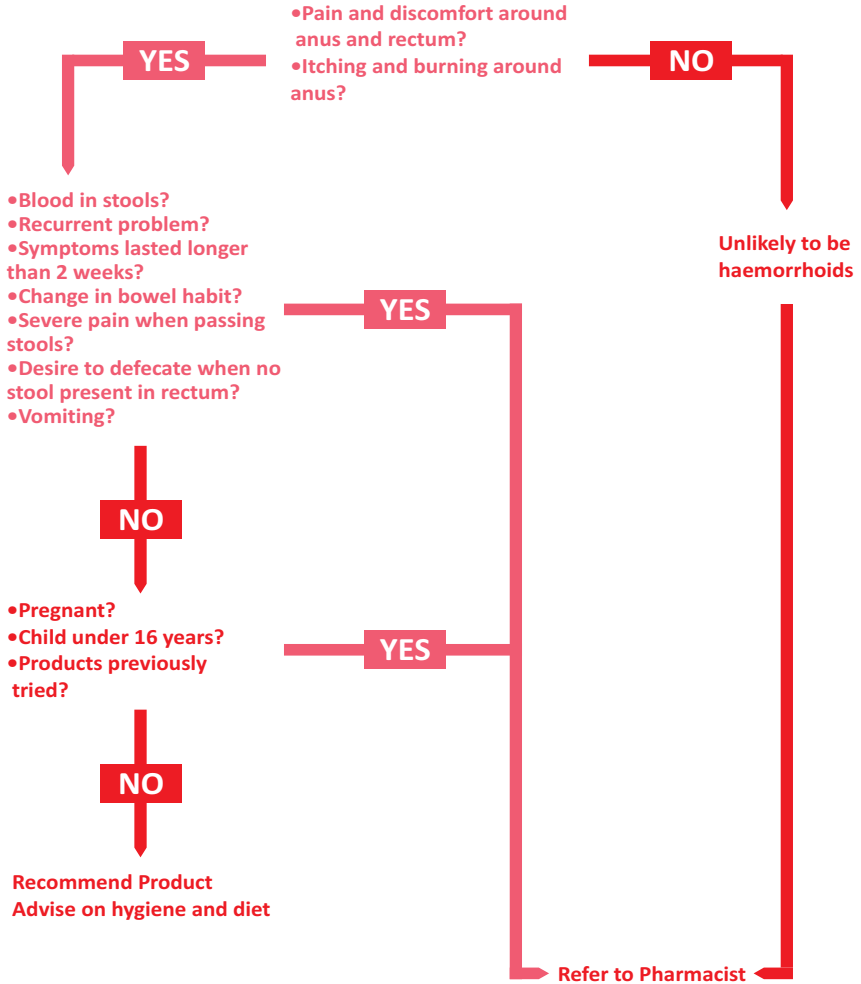 •Pain and discomfort around
anus and rectum?
•Itching and burning around
anus?
YES
NO
•Blood in stools?
•Recurrent problem?
•Symptoms lasted longer
than 2 weeks?
•Change in bowel habit?
•Severe pain when passing
stools?
•Desire to defecate when no
stool present in rectum?
•Vomiting?
YES
Unlikely to be
haemorrhoids
NO
•Pregnant?
•Child under 16 years?
•Products previously
tried?
YES
NO
Recommend Product
Advise on hygiene and diet
Refer to Pharmacist